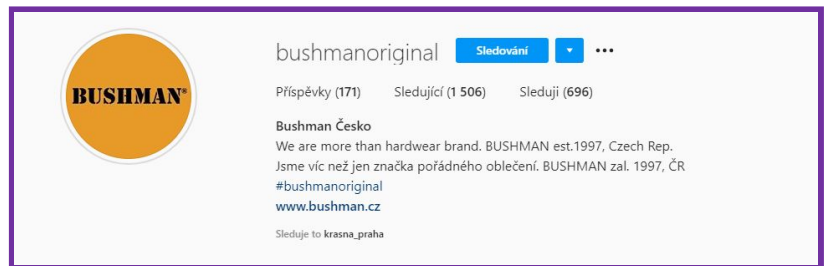 BUSHMAN®
bushmanoriginal Sledování
Příspěvky (171) Sledující (1 506) Sleduji (696)
Bushman Česko
We are more than hardwear brand. BUSHMAN est.1997, Czech Rep.
Jsme víc než jen značka pořádného oblečení. BUSHMAN zal. 1997, ČR
#bushmanoriginal
www.bushman.cz
Sleduje to krasna_praha